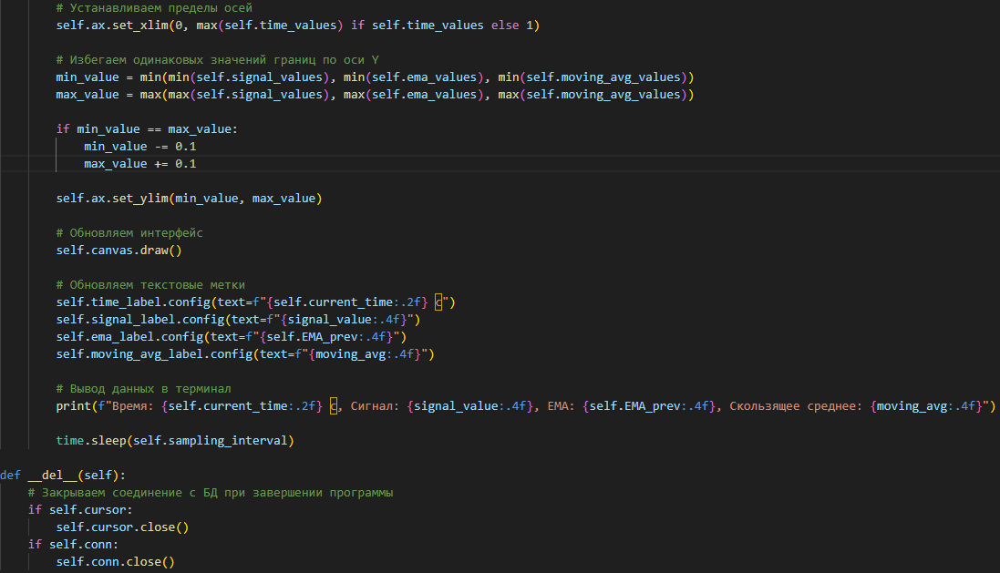 # Устанавливаем пределы осей
self.ax.set_xlim(0, max(self.time_values) if self.time_values else 1)
# Избегаем одинаковых значений границ по оси Y
min_value = min(min(self.signal_values), min(self.ema_values), min(self.moving_avg_values))
max_value = max(max(self.signal_values), max(self.ema_values), max(self.moving_avg_values))
if min_value == max_value:
min_value -= 0.1
max_value += 0.1
self.ax.set_ylim(min_value, max_value)
# Обновляем интерфейс
self.canvas.draw()
# Обновляем текстовые метки
self.time_label.config(text=f"{self.current_time:.2f} с")
self.signal_label.config(text=f"{signal_value:.4f}")
self.ema_label.config(text=f"{self.EMA_prev:.4f}")
self.moving_avg_label.config(text=f"{moving_avg:.4f}")
# Вывод данных в терминал
print(f"Время: {self.current_time:.2f} с, Сигнал: {signal_value:.4f}, EMA: {self.EMA_prev:.4f}, Скользящее среднее: {moving_avg:.4f}")
time.sleep(self.sampling_interval)
def __del__(self):
# Закрываем соединение с БД при завершении программы
if self.cursor:
self.cursor.close()
if self.conn:
self.conn.close()